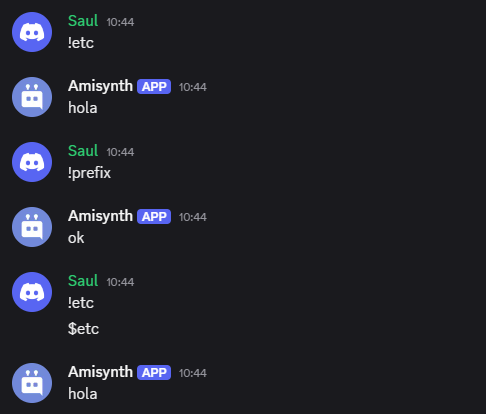 Saul 10:44
!etc
Amisynth APP 10:44
hola
Saul 10:44
!prefix
Amisynth APP 10:44
ok
Saul 10:44
!etc
$etc
Amisynth APP 10:44
hola